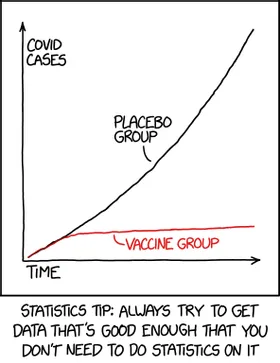 COVID
CASES
PLACEBO
GROUP
VACCINE GROUP
TIME
STATISTICS TIP: ALWAYS TRY TO GET
DATA THAT'S GOOD ENOUGH THAT YOU
DON'T NEED TO DO STATISTICS ON IT